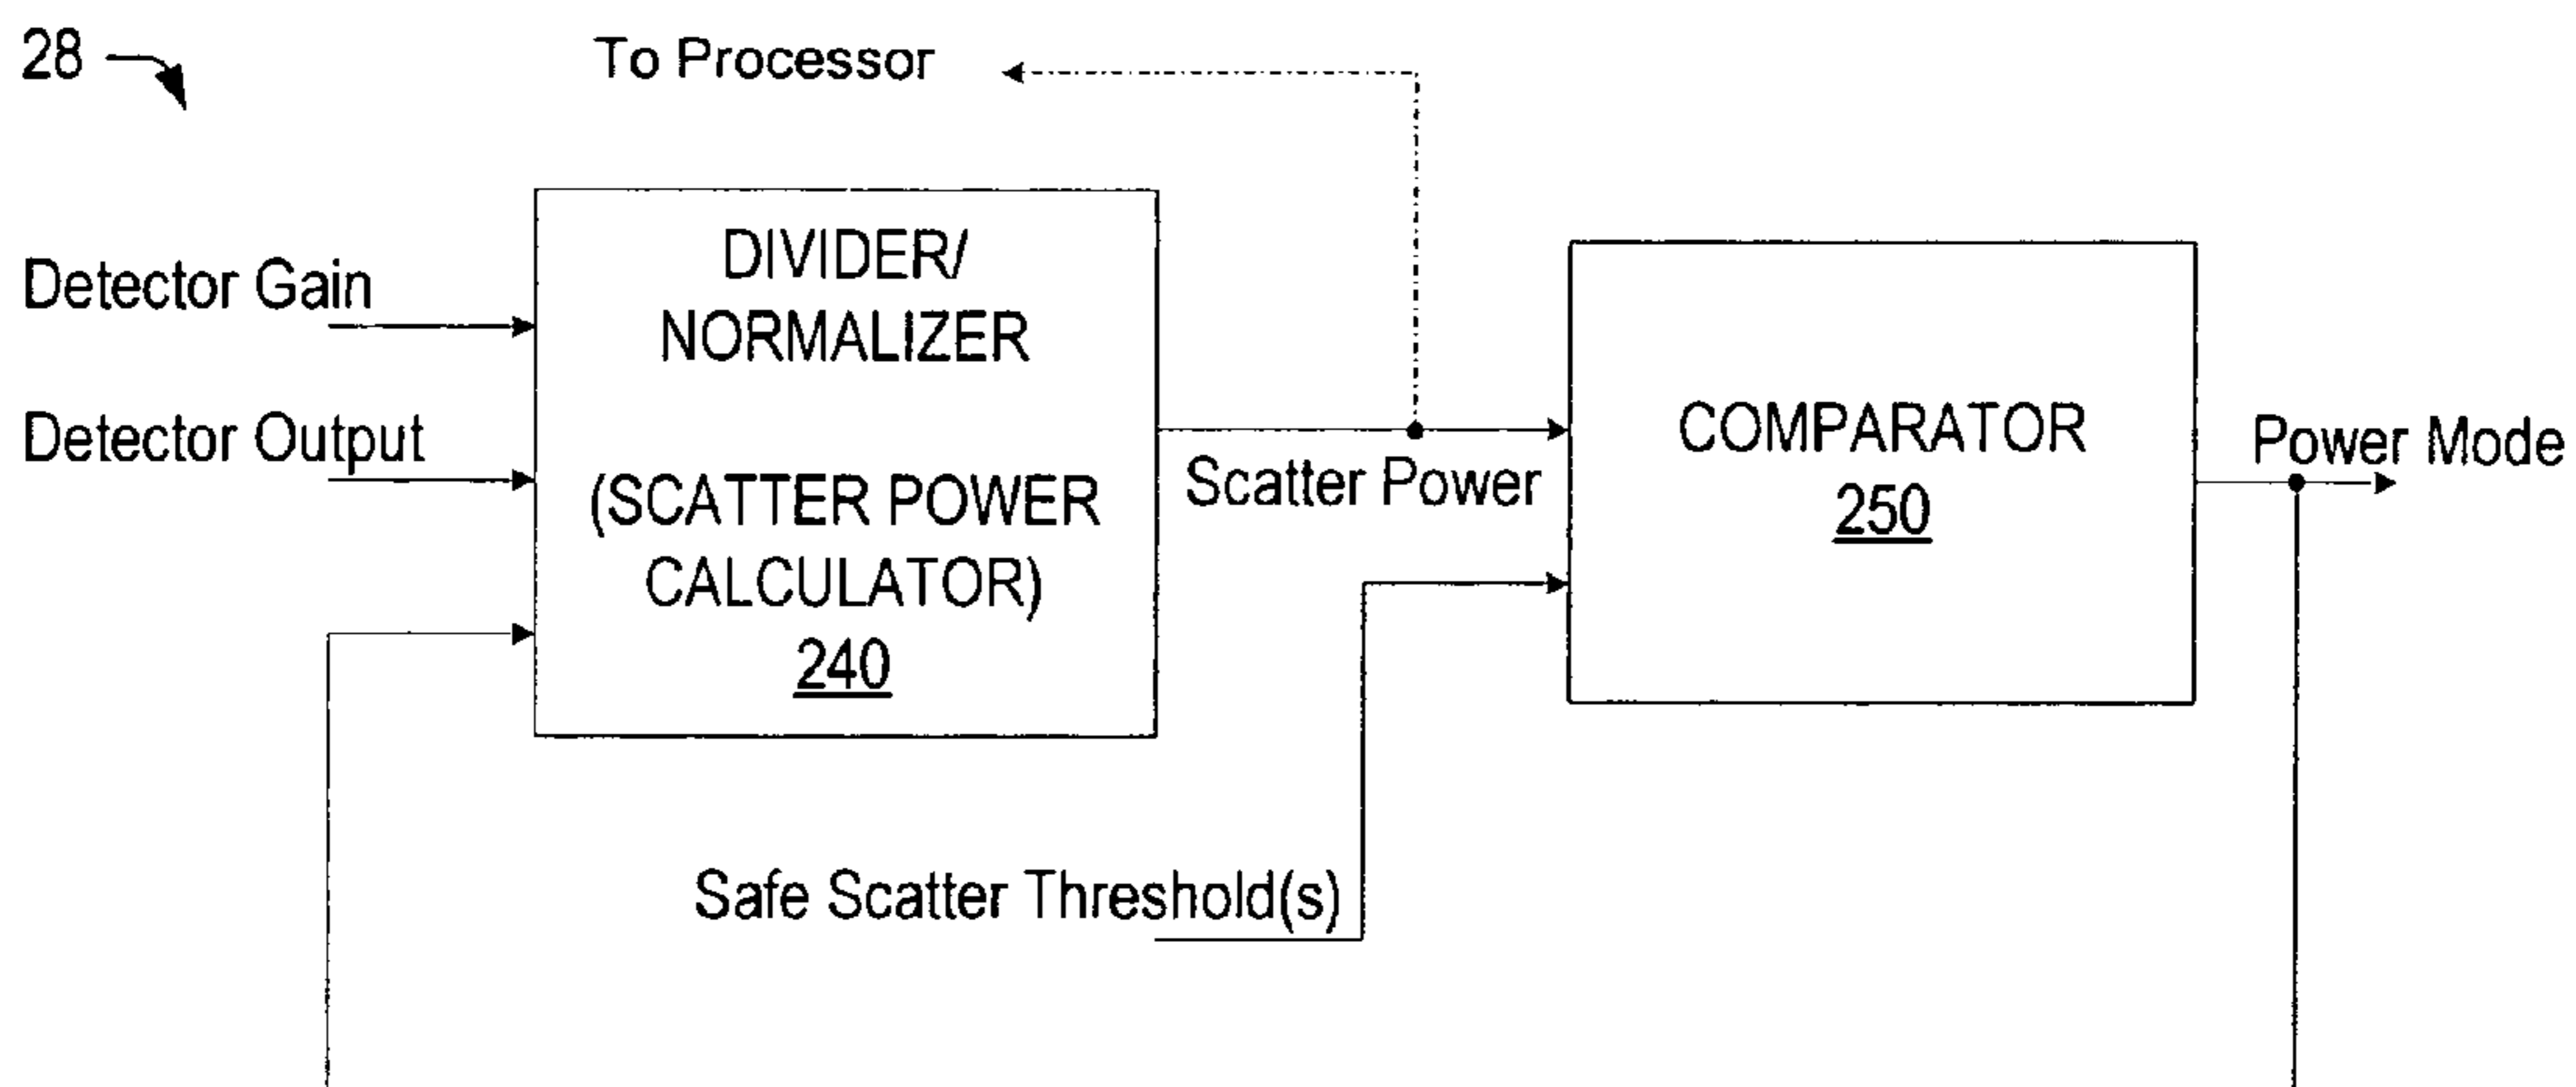 28
To Processor
Detector Gain
Detector Output
DIVIDER/
NORMALIZER
(SCATTER POWER
CALCULATOR)
240
Scatter Power
COMPARATOR
250
Power Mode
Safe Scatter Threshold(s)